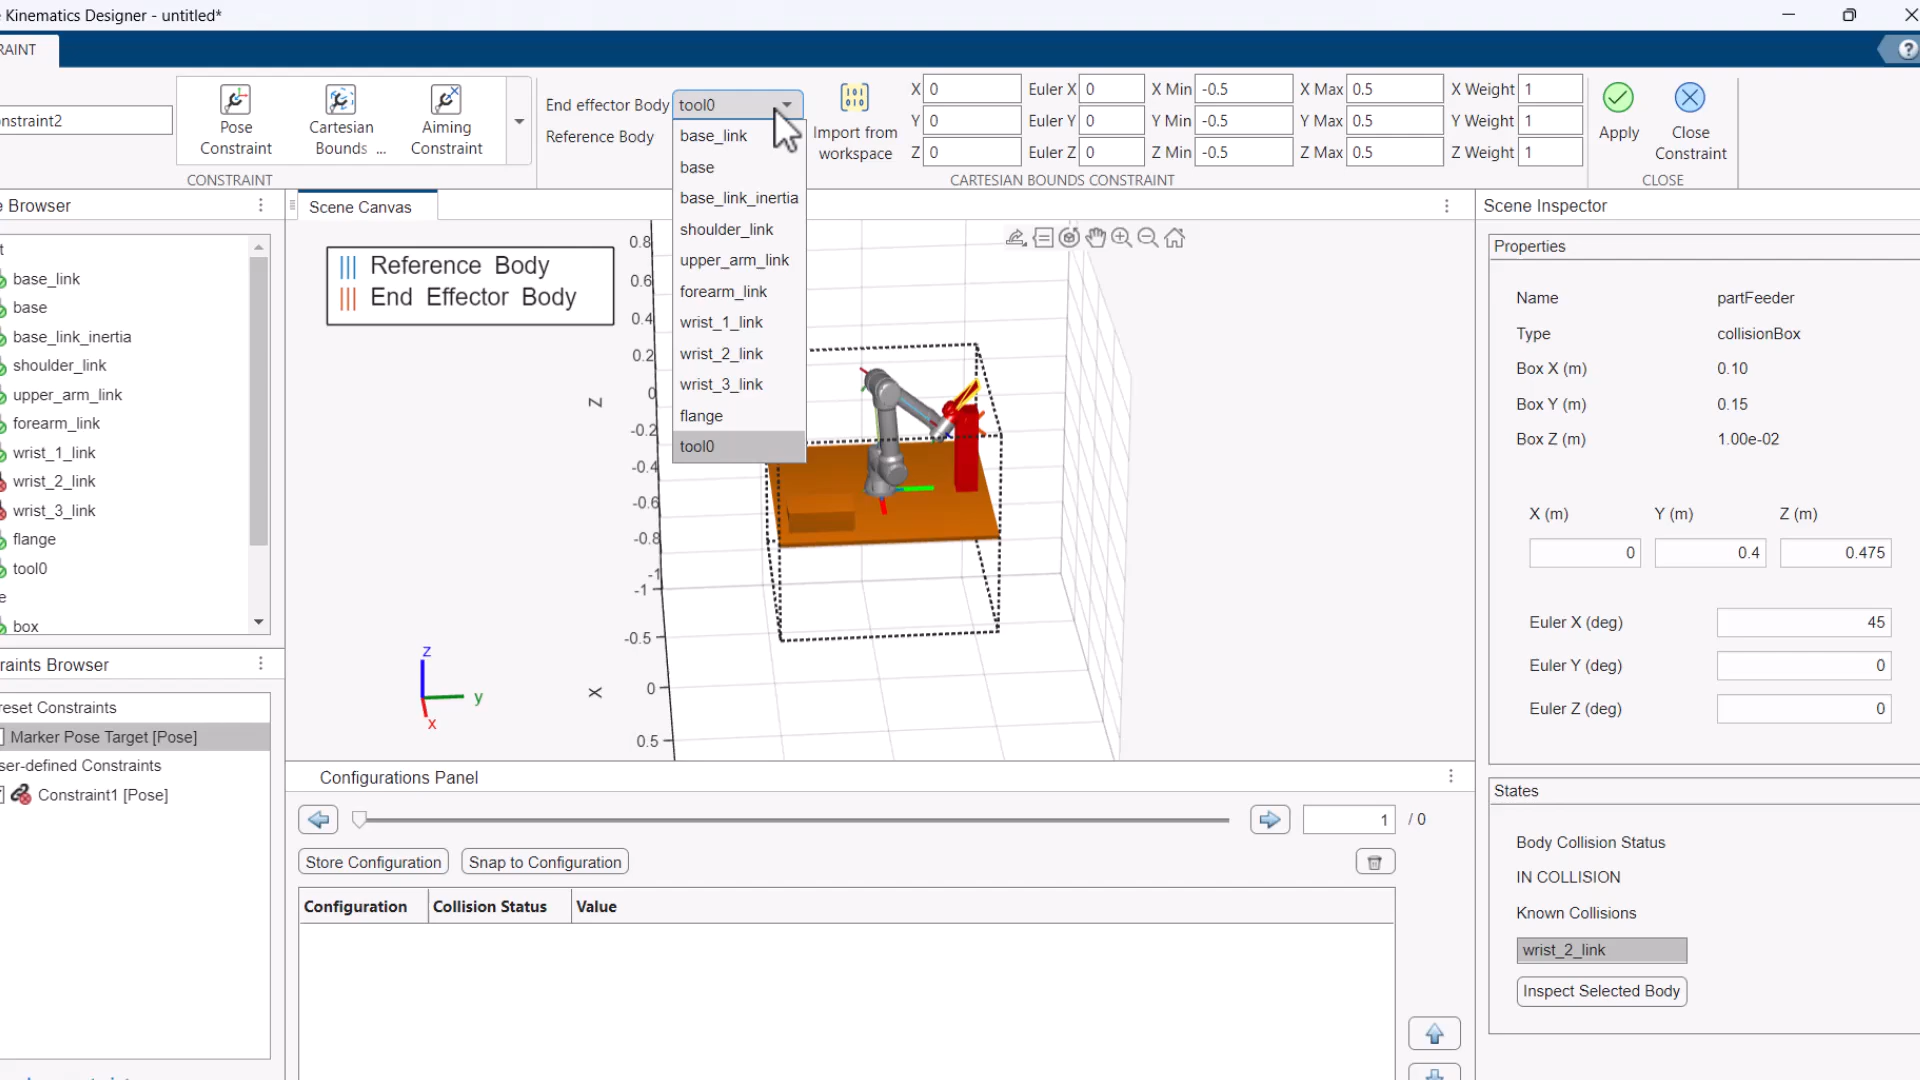 Kinematics Designer - untitled*
RAINT
nstraint2
Pose Constraint
Cartesian Bounds ...
Aiming Constraint
CONSTRAINT
End effector Body tool0
Reference Body
base_link
base
base_link_inertia
shoulder_link
upper_arm_link
forearm_link
wrist_1_link
wrist_2_link
wrist_3_link
flange
tool0
Import from workspace
X 0 Euler X 0 X Min -0.5 X Max 0.5 X Weight 1
Y 0 Euler Y 0 Y Min -0.5 Y Max 0.5 Y Weight 1
Z 0 Euler Z 0 Z Min -0.5 Z Max 0.5 Z Weight 1
CARTESIAN BOUNDS CONSTRAINT
Apply
Close Constraint
CLOSE
e Browser
t
base_link
base
base_link_inertia
shoulder_link
upper_arm_link
forearm_link
wrist_1_link
wrist_2_link
wrist_3_link
flange
tool0
e
box
raints Browser
reset Constraints
Marker Pose Target [Pose]
ser-defined Constraints
Constraint1 [Pose]
Scene Canvas
Reference Body
End Effector Body
0.8
0.6
0.4
0.2
0
-0.2
-0.4
-0.6
-0.8
-1
-1
-0.5
0
0.5
Z
X
z
y
x
Configurations Panel
1 / 0
Store Configuration
Snap to Configuration
Configuration Collision Status Value
Scene Inspector
Properties
Name partFeeder
Type collisionBox
Box X (m) 0.10
Box Y (m) 0.15
Box Z (m) 1.00e-02
X (m) Y (m) Z (m)
0 0.4 0.475
Euler X (deg) 45
Euler Y (deg) 0
Euler Z (deg) 0
States
Body Collision Status
IN COLLISION
Known Collisions
wrist_2_link
Inspect Selected Body